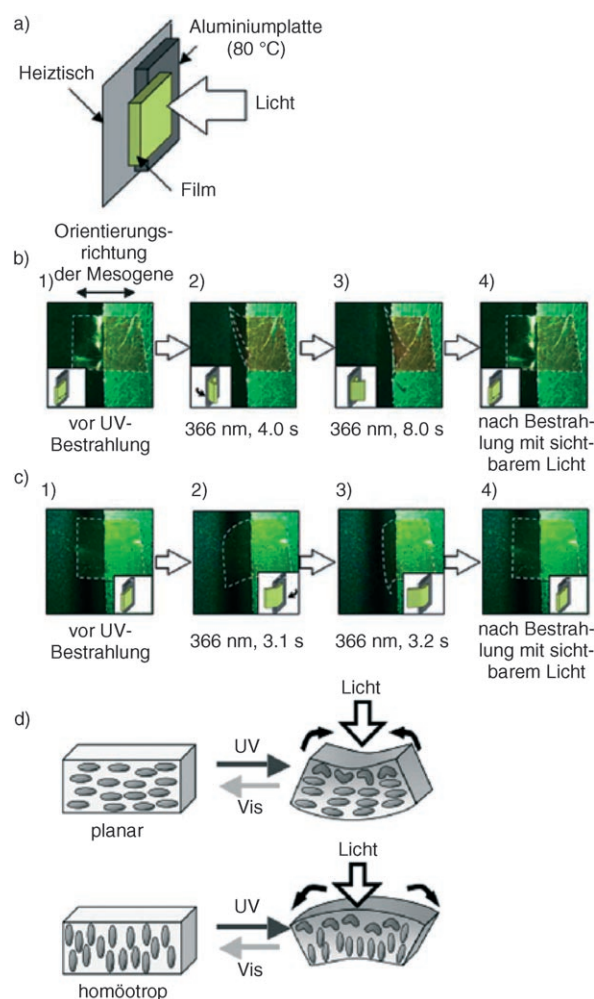 a)
Aluminiumplatte
(80 °C)
Heiztisch
Licht
Film
Orientierungs-
richtung
der Mesogene
b)
1)
2)
3)
4)
vor UV-
Bestrahlung
366 nm, 4.0 s
366 nm, 8.0 s
nach Bestrah-
lung mit sicht-
barem Licht
c)
1)
2)
3)
4)
vor UV-
Bestrahlung
366 nm, 3.1 s
366 nm, 3.2 s
nach Bestrah-
lung mit sicht-
barem Licht
d)
Licht
UV
Vis
planar
Licht
UV
Vis
homöotrop